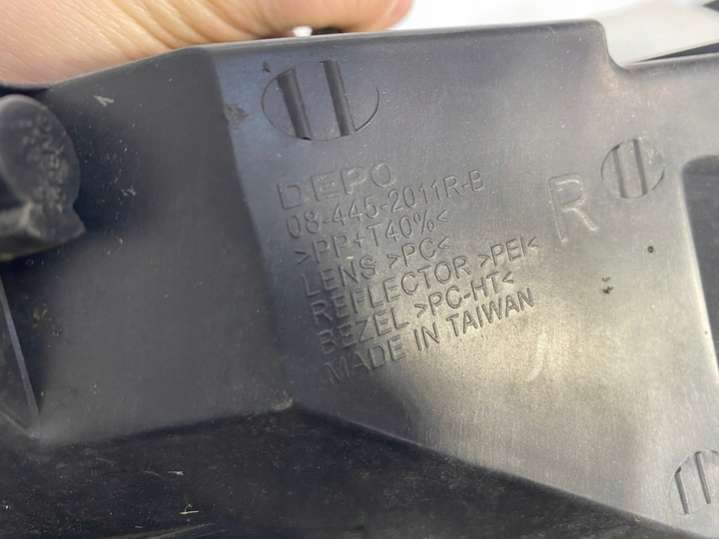 DEPO
08-445-2011R-B
>PP+T40%<
LENS >PC<
REFLECTOR >PEI<
BEZEL >PC-HT<
MADE IN TAIWAN
R